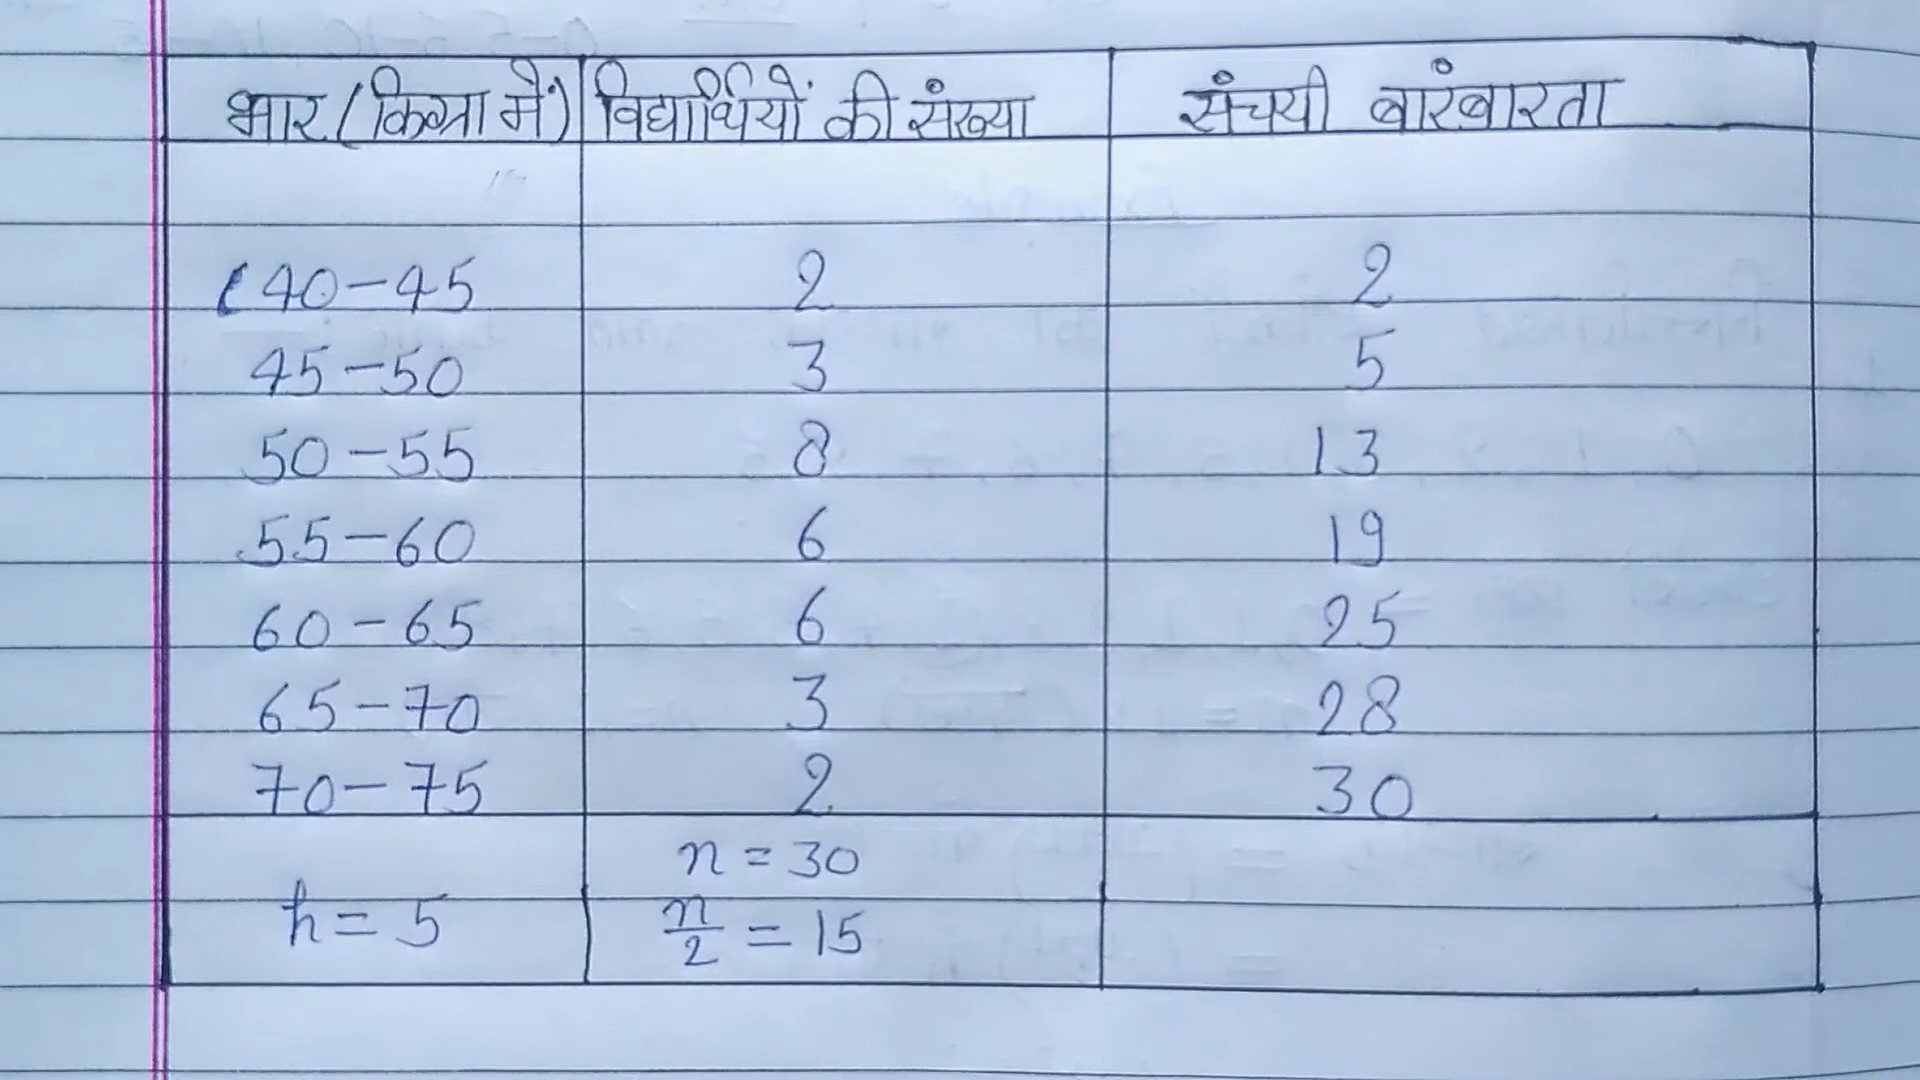 भार (किग्रा में) विद्यार्थियों की संख्या संचयी बारंबारता
40-45 2 2
45-50 3 5
50-55 8 13
55-60 6 19
60-65 6 25
65-70 3 28
70-75 2 30
n = 30
h = 5 n/2 = 15